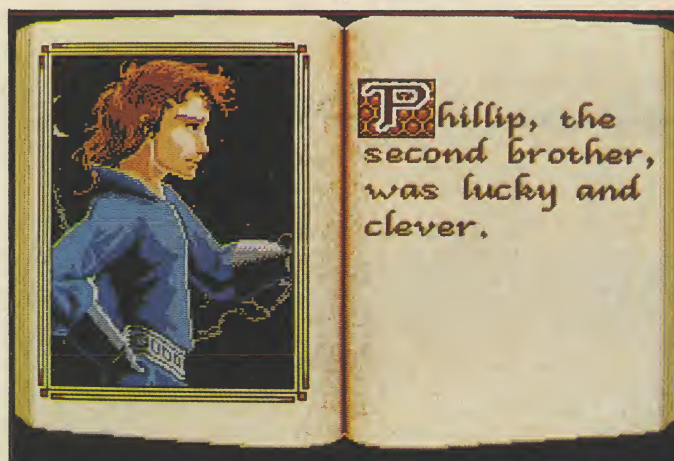 Phillip, the
second brother,
was lucky and
clever.